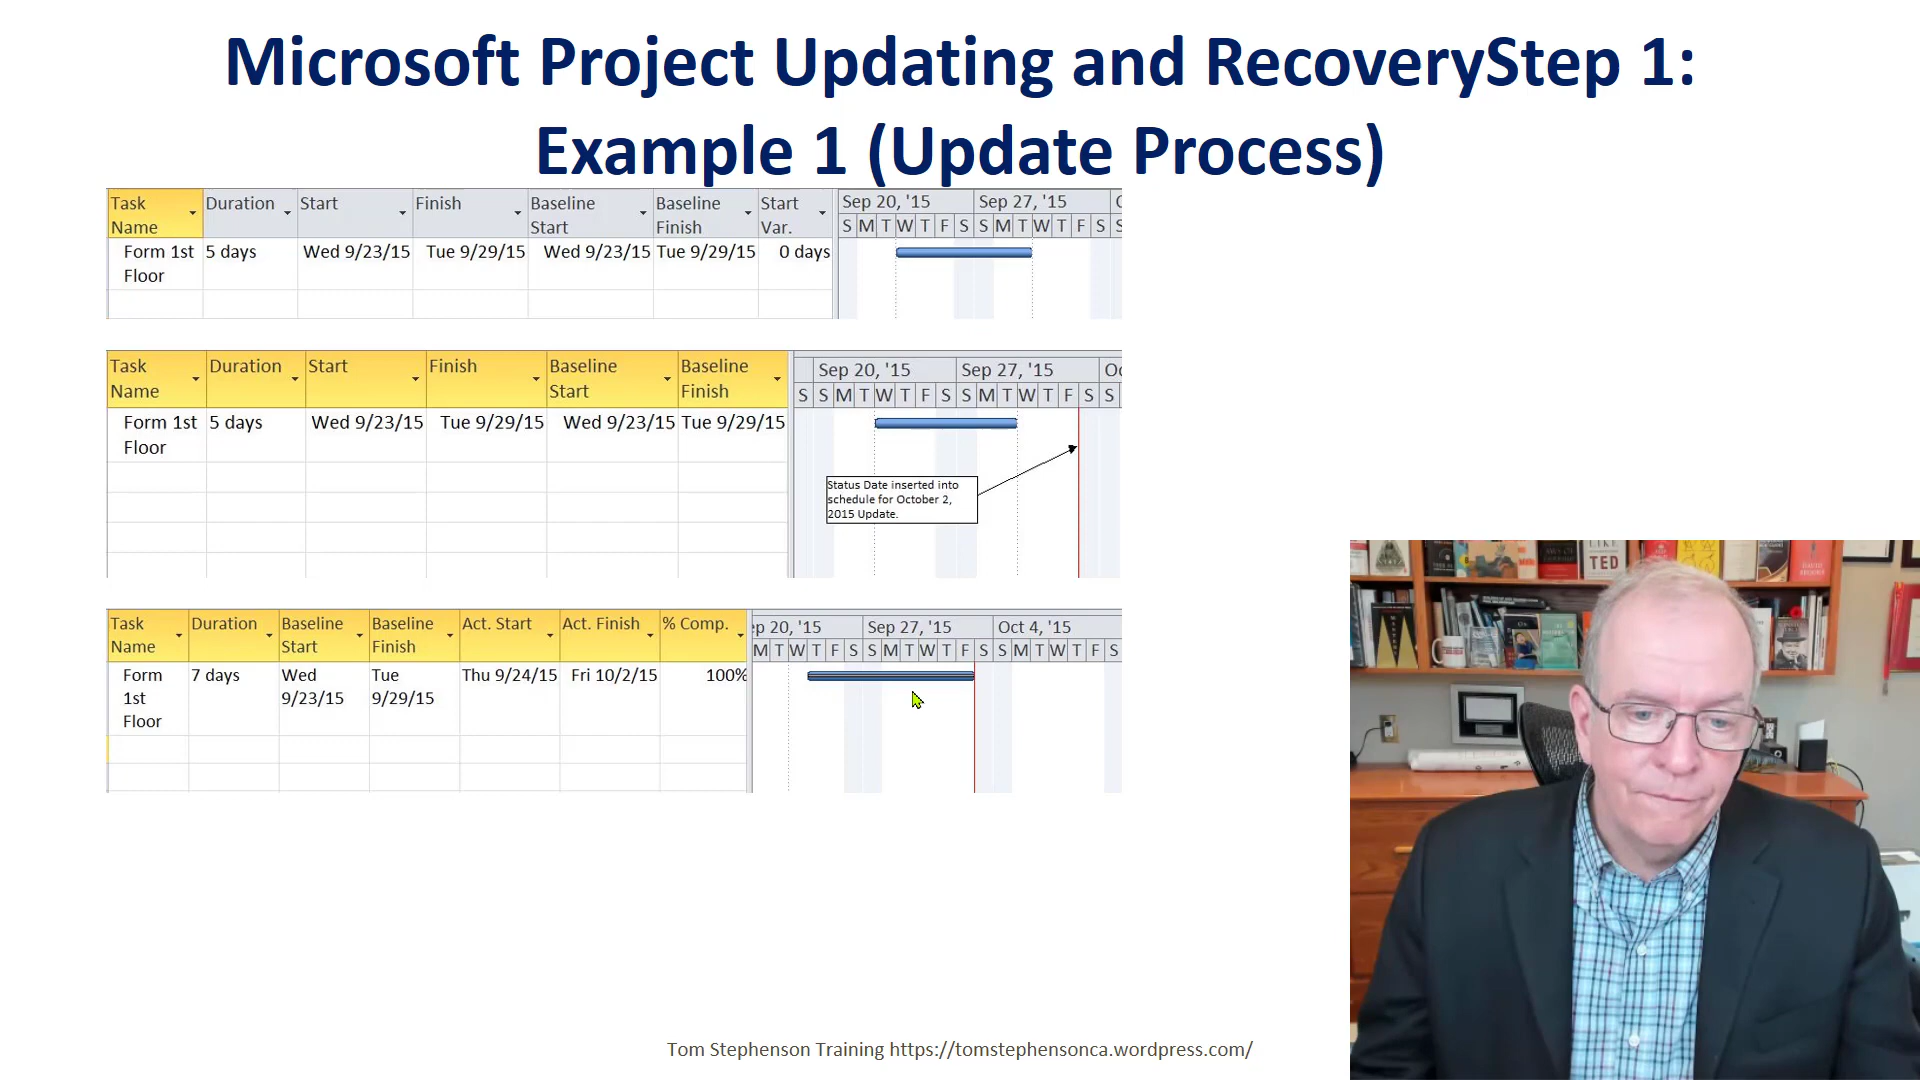 Microsoft Project Updating and RecoveryStep 1:
Example 1 (Update Process)
Task Name Duration Start Finish Baseline Start Baseline Finish Start Var. Sep 20, '15 Sep 27, '15
S M T W T F S S M T W T F S S
Form 1st Floor 5 days Wed 9/23/15 Tue 9/29/15 Wed 9/23/15 Tue 9/29/15 0 days
Task Name Duration Start Finish Baseline Start Baseline Finish Sep 20, '15 Sep 27, '15
S S M T W T F S S M T W T F S S
Form 1st Floor 5 days Wed 9/23/15 Tue 9/29/15 Wed 9/23/15 Tue 9/29/15
Status Date inserted into
schedule for October 2,
2015 Update.
Task Name Duration Baseline Start Baseline Finish Act. Start Act. Finish % Comp. ep 20, '15 Sep 27, '15 Oct 4, '15
M T W T F S S M T W T F S S M T W T F S
Form 1st Floor 7 days Wed 9/23/15 Tue 9/29/15 Thu 9/24/15 Fri 10/2/15 100%
LIKE
TED
Tom Stephenson Training https://tomstephensonca.wordpress.com/